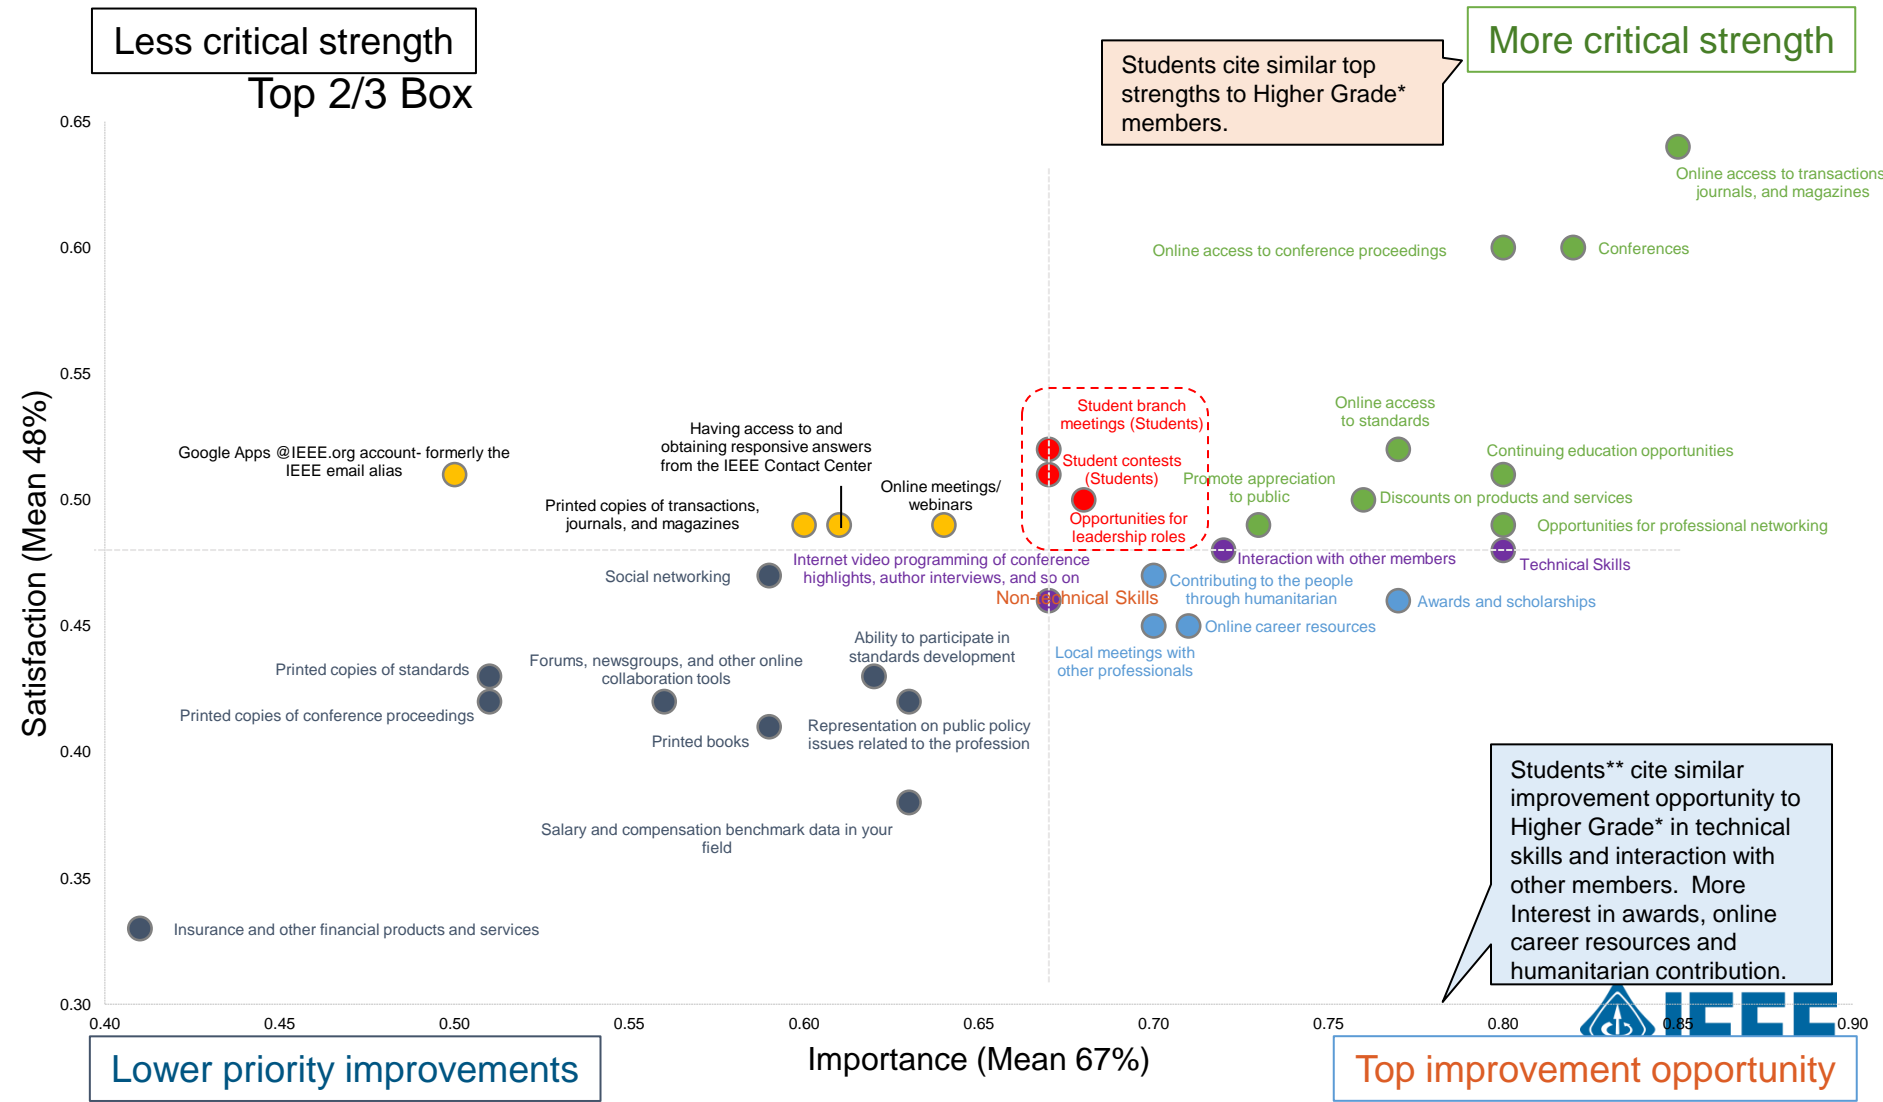 Less critical strength
More critical strength
Top 2/3 Box
Students cite similar top
strengths to Higher Grade*
members.
0.65
0.60
0.55
0.50
0.45
0.40
0.35
0.30
Satisfaction (Mean 48%)
Online access to transactions
journals, and magazines
Online access to conference proceedings
Conferences
Student branch
meetings (Students)
Student contests
(Students)
Opportunities for
leadership roles
Online access
to standards
Continuing education opportunities
Promote appreciation
to public
Discounts on products and services
Opportunities for professional networking
Google Apps @IEEE.org account- formerly the
IEEE email alias
Having access to and
obtaining responsive answers
from the IEEE Contact Center
Printed copies of transactions,
journals, and magazines
Online meetings/
webinars
Internet video programming of conference
highlights, author interviews, and so on
Non-technical Skills
Interaction with other members
Technical Skills
Social networking
Contributing to the people
through humanitarian
Awards and scholarships
Online career resources
Local meetings with
other professionals
Ability to participate in
standards development
Printed copies of standards
Forums, newsgroups, and other online
collaboration tools
Printed copies of conference proceedings
Printed books
Representation on public policy
issues related to the profession
Salary and compensation benchmark data in your
field
Insurance and other financial products and services
Students** cite similar
improvement opportunity to
Higher Grade* in technical
skills and interaction with
other members.  More
Interest in awards, online
career resources and
humanitarian contribution.
IEEE
0.40 0.45 0.50 0.55 0.60 0.65 0.70 0.75 0.80 0.85 0.90
Lower priority improvements
Importance (Mean 67%)
Top improvement opportunity